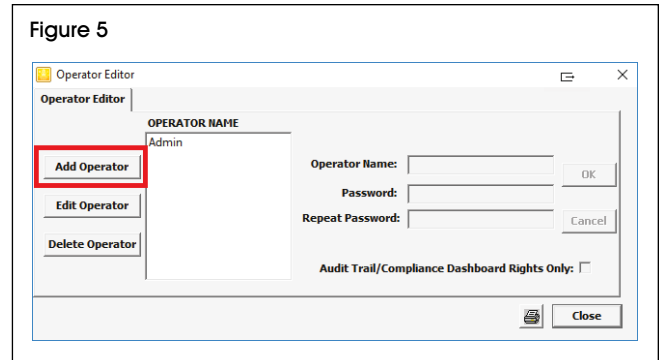 Figure 5
Operator Editor
Operator Editor
OPERATOR NAME
Admin
Add Operator
Edit Operator
Delete Operator
Operator Name:
Password:
Repeat Password:
OK
Cancel
Audit Trail/Compliance Dashboard Rights Only:
Close